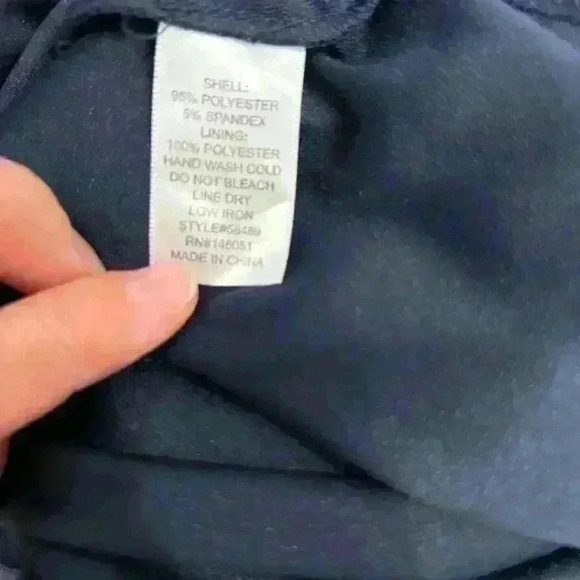 SHELL:
95% POLYESTER
5% SPANDEX
LINING:
100% POLYESTER
HAND WASH COLD
DO NOT BLEACH
LINE DRY
LOW IRON
STYLE#56489
RN#146051
MADE IN CHINA